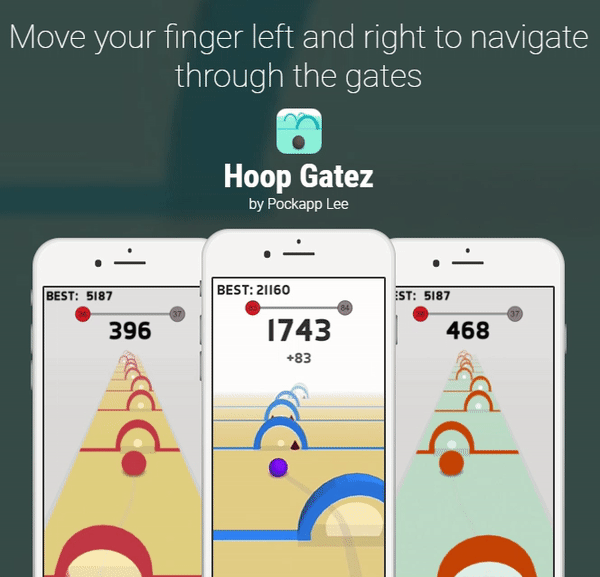 Move your finger left and right to navigate
through the gates
Hoop Gatez
by Pockapp Lee
BEST: 5187
36 37
396
BEST: 21160
83 84
1743
+83
EST: 5187
36 37
468